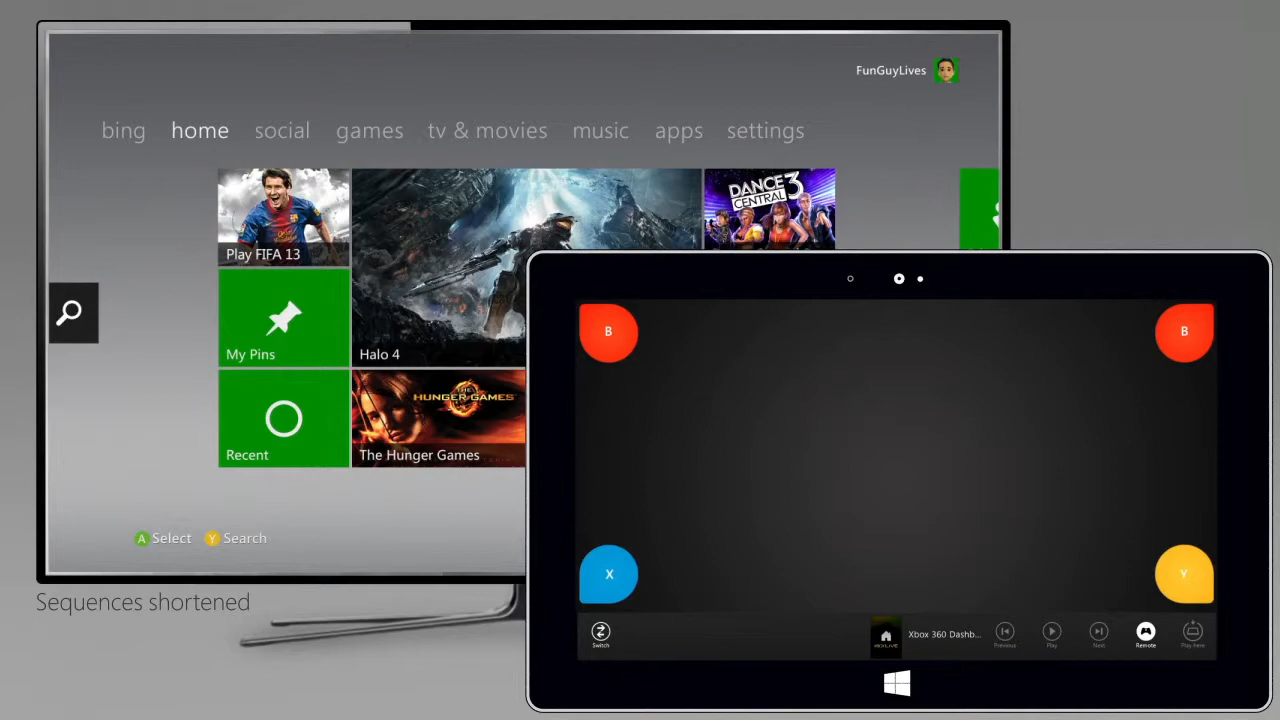 FunGuyLives
bing home social games tv & movies music apps settings
Play FIFA 13
DANCE
CENTRAL 3
My Pins
Halo 4
THE
HUNGER GAMES
Recent
The Hunger Games
A Select Y Search
Sequences shortened
B
B
X
Y
Switch
XBOX LIVE
Xbox 360 Dashb...
Previous
Play
Next
Remote
Play here